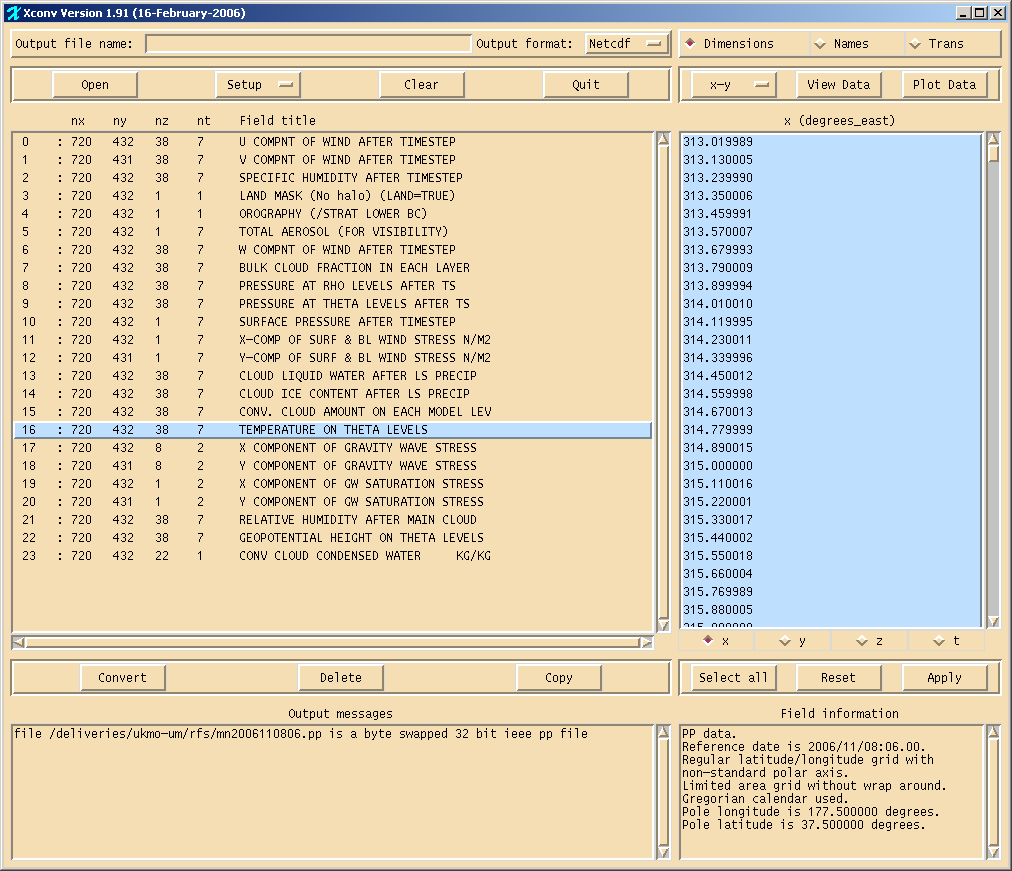 Xconv Version 1.91 (16-February-2006)
Output file name: Output format: Netcdf
Dimensions Names Trans
Open Setup Clear Quit
x-y View Data Plot Data
nx ny nz nt Field title
0 : 720 432 38 7 U COMPNT OF WIND AFTER TIMESTEP
1 : 720 431 38 7 V COMPNT OF WIND AFTER TIMESTEP
2 : 720 432 38 7 SPECIFIC HUMIDITY AFTER TIMESTEP
3 : 720 432 1 1 LAND MASK (No halo) (LAND=TRUE)
4 : 720 432 1 1 OROGRAPHY (/STRAT LOWER BC)
5 : 720 432 1 7 TOTAL AEROSOL (FOR VISIBILITY)
6 : 720 432 38 7 W COMPNT OF WIND AFTER TIMESTEP
7 : 720 432 38 7 BULK CLOUD FRACTION IN EACH LAYER
8 : 720 432 38 7 PRESSURE AT RHO LEVELS AFTER TS
9 : 720 432 38 7 PRESSURE AT THETA LEVELS AFTER TS
10 : 720 432 1 7 SURFACE PRESSURE AFTER TIMESTEP
11 : 720 432 1 7 X-COMP OF SURF & BL WIND STRESS N/M2
12 : 720 431 1 7 Y-COMP OF SURF & BL WIND STRESS N/M2
13 : 720 432 38 7 CLOUD LIQUID WATER AFTER LS PRECIP
14 : 720 432 38 7 CLOUD ICE CONTENT AFTER LS PRECIP
15 : 720 432 38 7 CONV. CLOUD AMOUNT ON EACH MODEL LEV
16 : 720 432 38 7 TEMPERATURE ON THETA LEVELS
17 : 720 432 8 2 X COMPONENT OF GRAVITY WAVE STRESS
18 : 720 431 8 2 Y COMPONENT OF GRAVITY WAVE STRESS
19 : 720 432 1 2 X COMPONENT OF GW SATURATION STRESS
20 : 720 431 1 2 Y COMPONENT OF GW SATURATION STRESS
21 : 720 432 38 7 RELATIVE HUMIDITY AFTER MAIN CLOUD
22 : 720 432 38 7 GEOPOTENTIAL HEIGHT ON THETA LEVELS
23 : 720 432 22 1 CONV CLOUD CONDENSED WATER KG/KG
x (degrees_east)
313.019989
313.130005
313.239990
313.350006
313.459991
313.570007
313.679993
313.790009
313.899994
314.010010
314.119995
314.230011
314.339996
314.450012
314.559998
314.670013
314.779999
314.890015
315.000000
315.110016
315.220001
315.330017
315.440002
315.550018
315.660004
315.769989
315.880005
x y z t
Convert Delete Copy
Select all Reset Apply
Output messages
file /deliveries/ukmo-um/rfs/mn2006110806.pp is a byte swapped 32 bit ieee pp file
Field information
PP data.
Reference date is 2006/11/08:06.00.
Regular latitude/longitude grid with
non-standard polar axis.
Limited area grid without wrap around.
Gregorian calendar used.
Pole longitude is 177.500000 degrees.
Pole latitude is 37.500000 degrees.